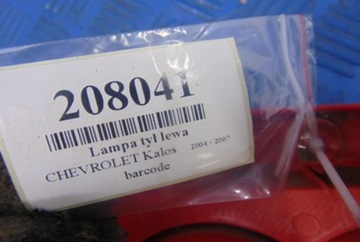 208041
Lampa tył lewa
CHEVROLET Kalos 2004 - 2007
barcode